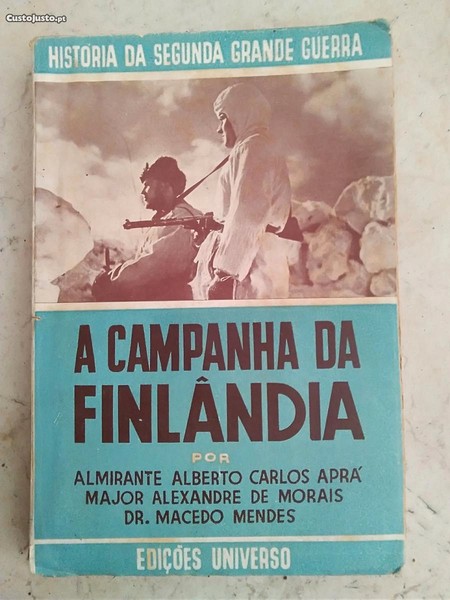 CustoJusto.pt
HISTÓRIA DA SEGUNDA GRANDE GUERRA
A CAMPANHA DA
FINLÂNDIA
POR
ALMIRANTE ALBERTO CARLOS APRÁ
MAJOR ALEXANDRE DE MORAIS
DR. MACEDO MENDES
EDIÇÕES UNIVERSO